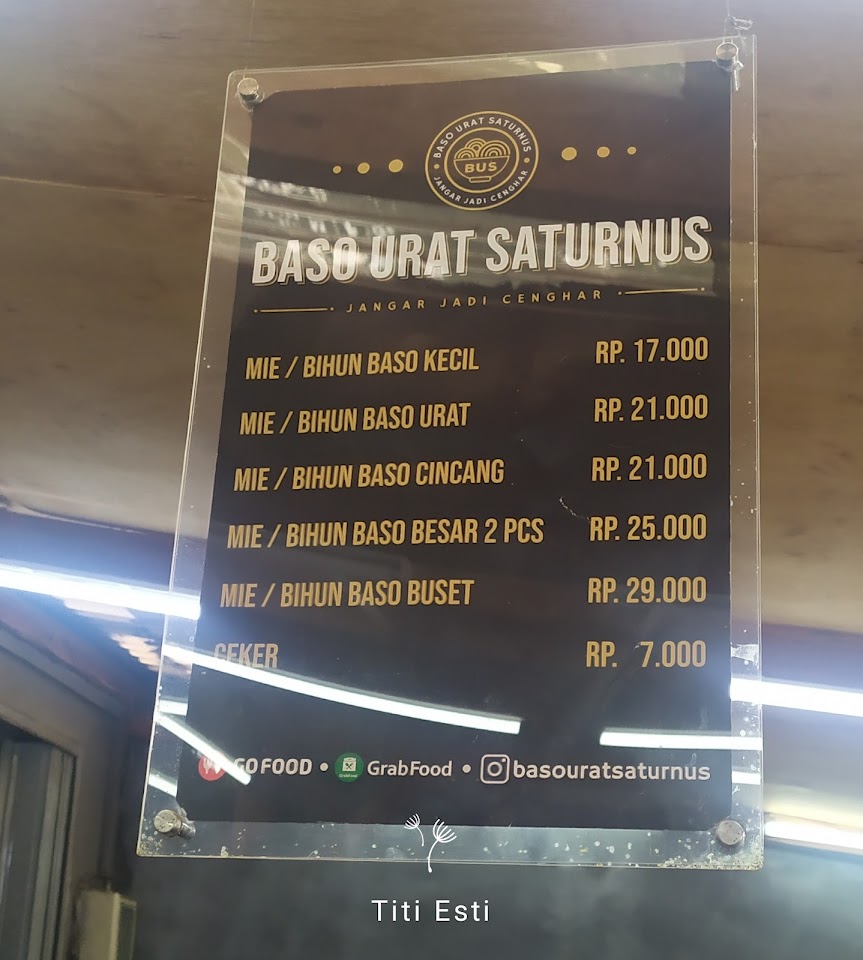 BASO URAT SATURNUS
BUS
JANGAR JADI CENGHAR
BASO URAT SATURNUS
JANGAR JADI CENGHAR
MIE / BIHUN BASO KECIL RP. 17.000
MIE / BIHUN BASO URAT RP. 21.000
MIE / BIHUN BASO CINCANG RP. 21.000
MIE / BIHUN BASO BESAR 2 PCS RP. 25.000
MIE / BIHUN BASO BUSET RP. 29.000
CEKER RP. 7.000
GOFOOD • GrabFood • basouratsaturnus
Titi Esti